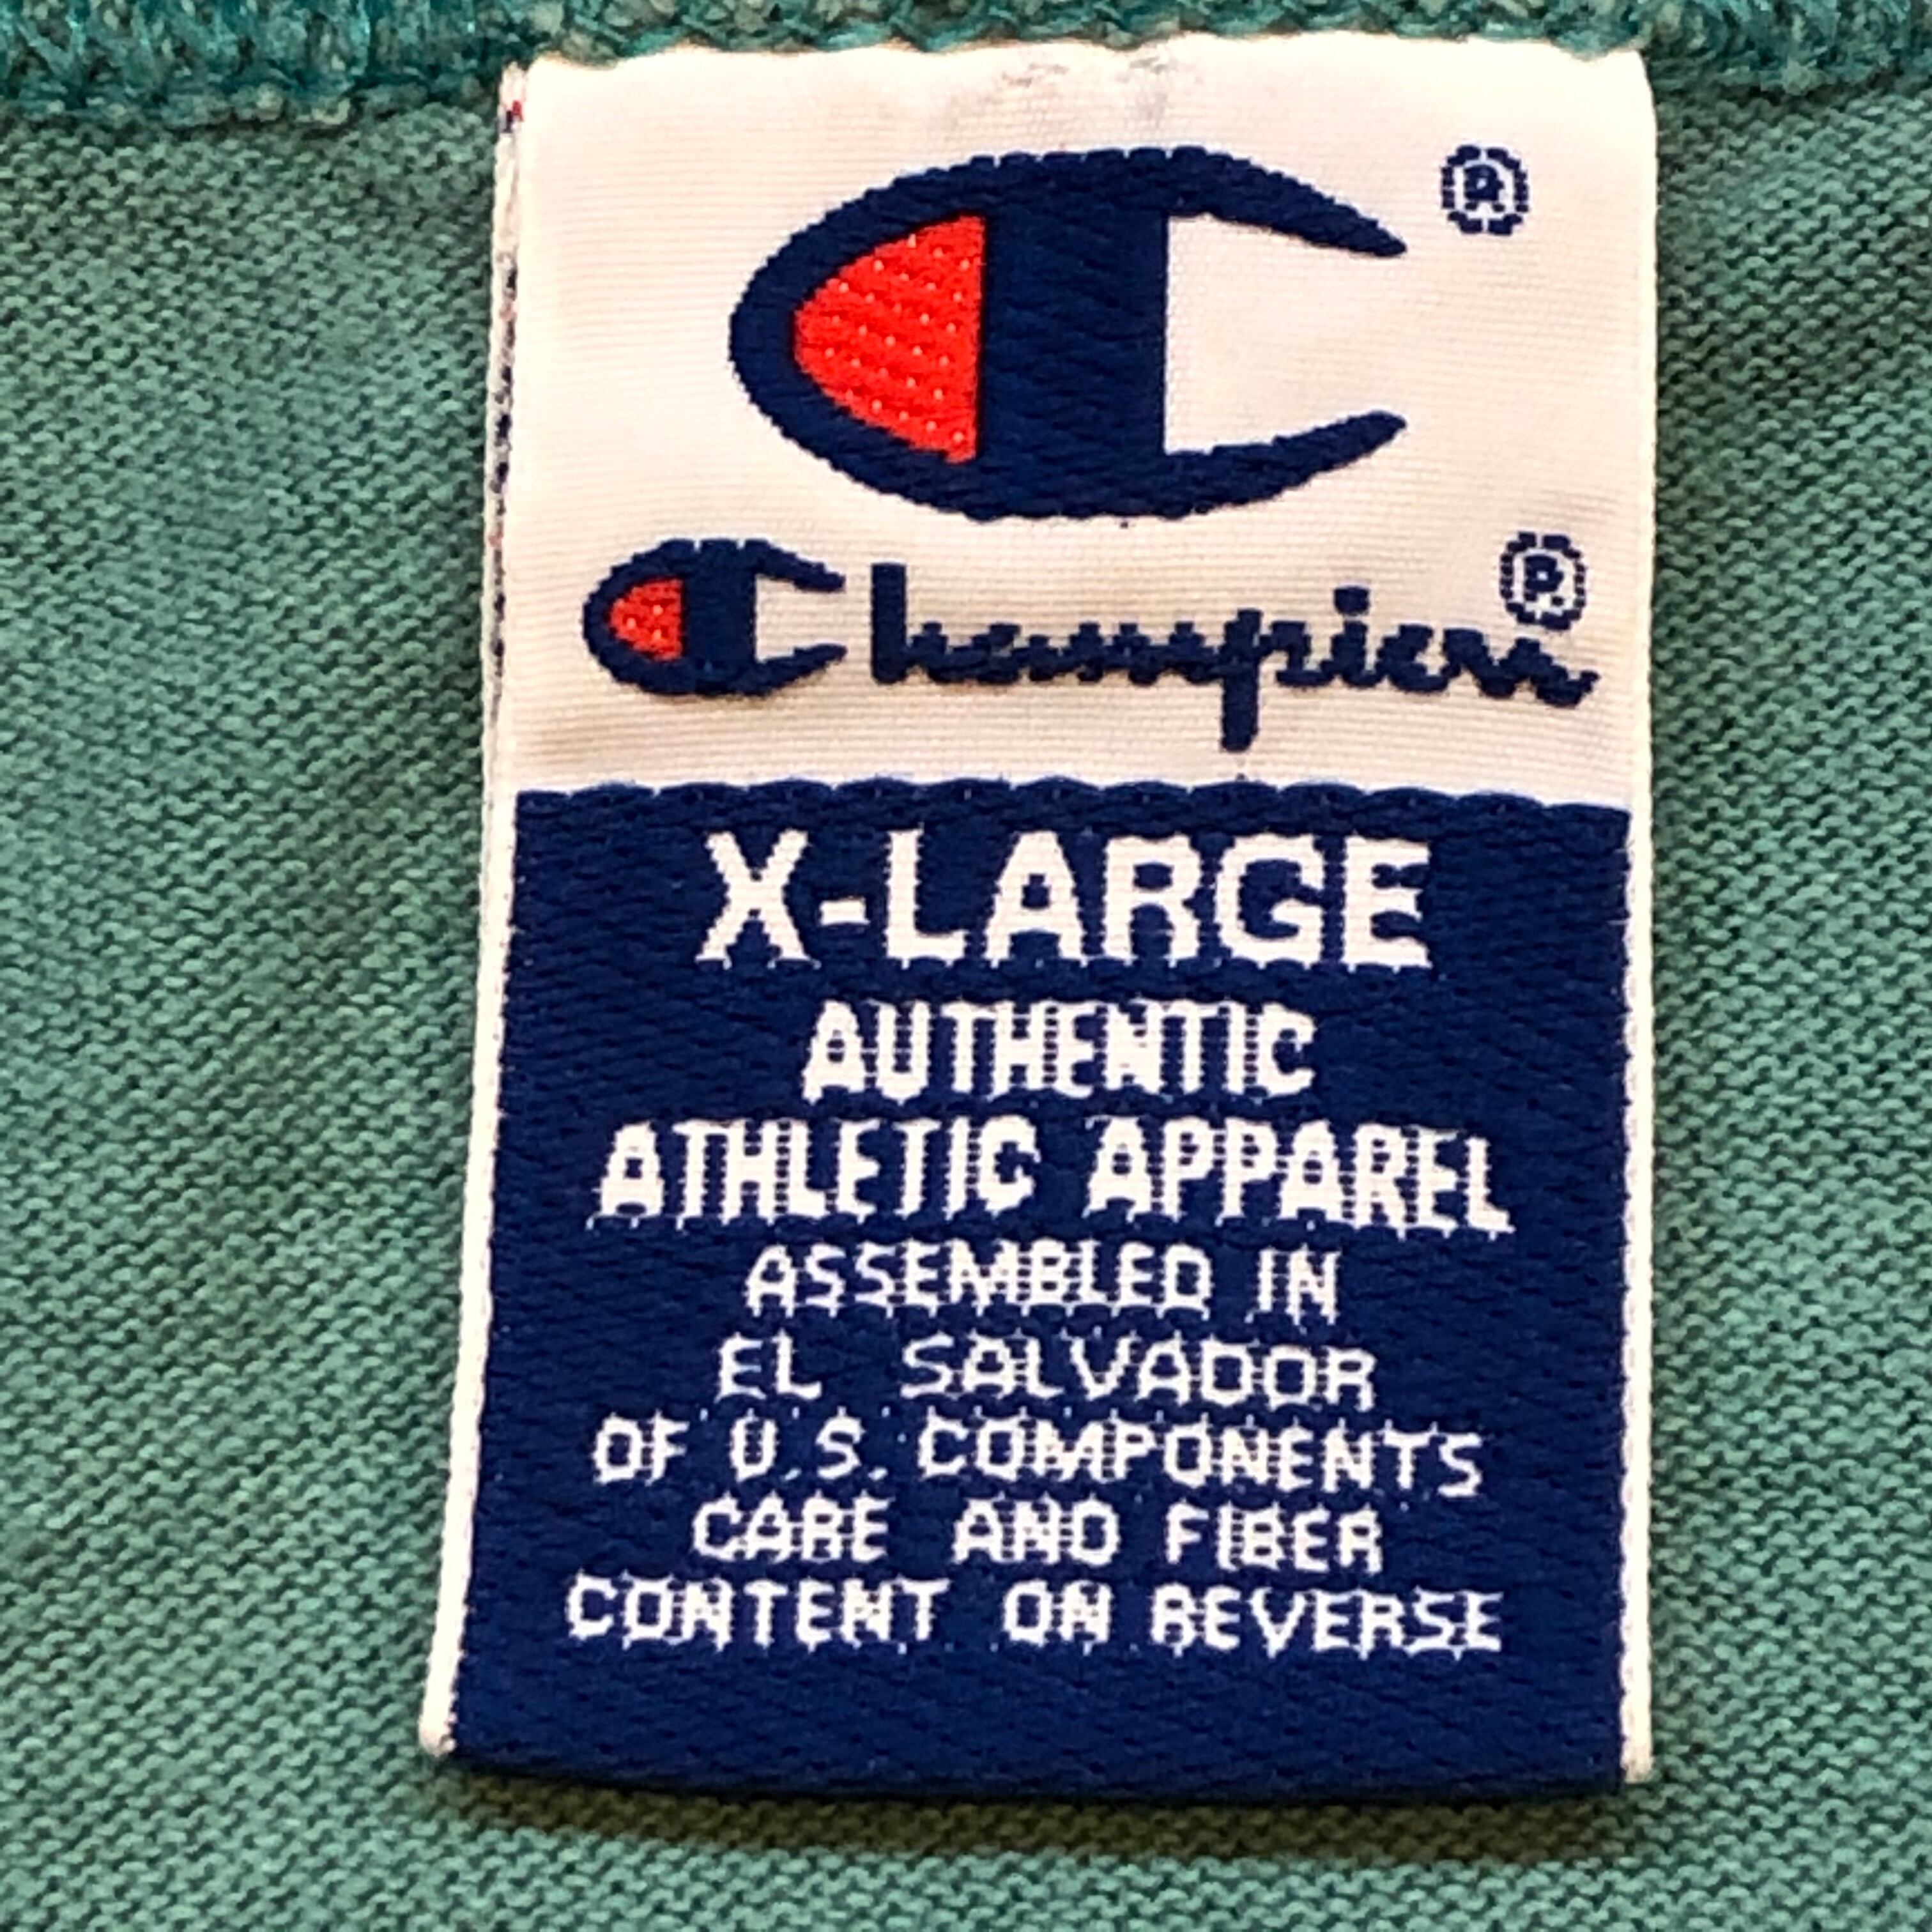 ®
Champion®
X-LARGE
AUTHENTIC
ATHLETIC APPAREL
ASSEMBLED IN
EL SALVADOR
OF U.S. COMPONENTS
CARE AND FIBER
CONTENT ON REVERSE